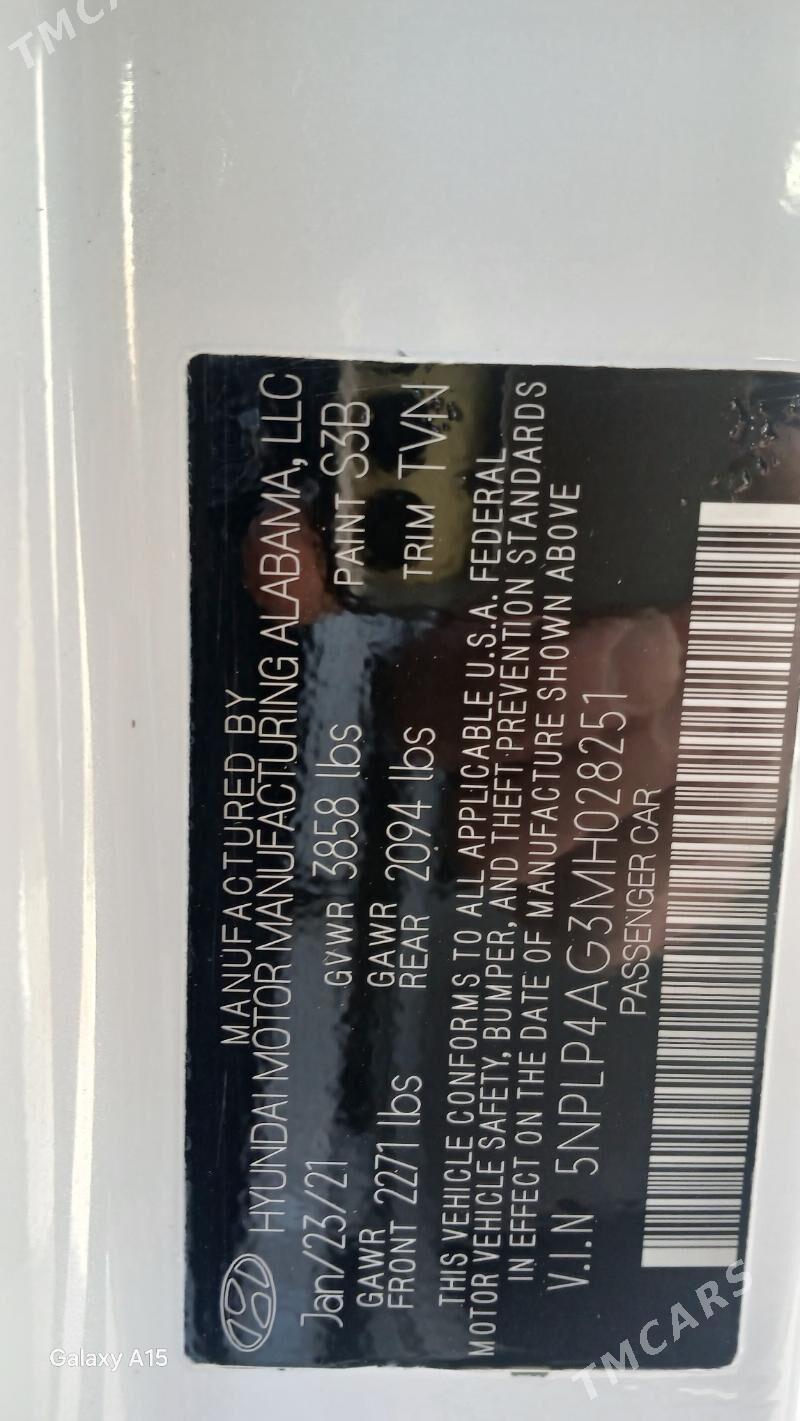 TMCARS
MANUFACTURED BY
HYUNDAI MOTOR MANUFACTURING ALABAMA, LLC
Jan/23/21 GVWR 3858 lbs PAINT S3B
GAWR FRONT 2271 lbs GAWR REAR 2094 lbs TRIM TVN
THIS VEHICLE CONFORMS TO ALL APPLICABLE U.S.A. FEDERAL
MOTOR VEHICLE SAFETY, BUMPER, AND THEFT PREVENTION STANDARDS
IN EFFECT ON THE DATE OF MANUFACTURE SHOWN ABOVE
V.I.N 5NPLP4AG3MH028251
PASSENGER CAR
Galaxy A15
TMCARS